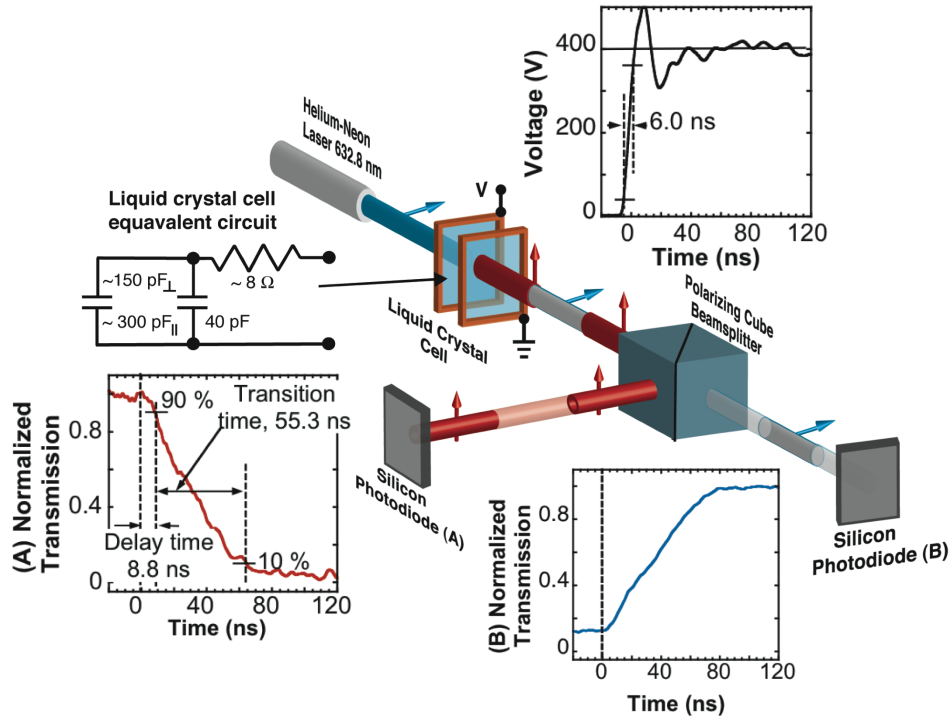 Helium-Neon
Laser 632.8 nm
Voltage (V)
400
200
0
6.0 ns
0 40 80 120
Time (ns)
V
Liquid crystal cell
equavalent circuit
~150 pF⊥
~ 300 pF||
40 pF
~ 8 Ω
Liquid Crystal
Cell
Polarizing Cube
Beamsplitter
(A) Normalized
Transmission
0.8
0.4
0
90 %
Transition
time, 55.3 ns
Delay time
8.8 ns
10 %
0 40 80 120
Time (ns)
Silicon
Photodiode (A)
(B) Normalized
Transmission
0.8
0.4
0
0 40 80 120
Time (ns)
Silicon
Photodiode (B)